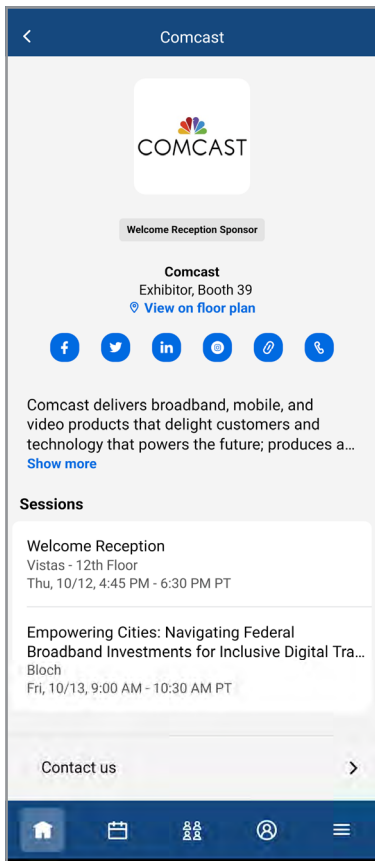 Comcast
COMCAST
Welcome Reception Sponsor
Comcast
Exhibitor, Booth 39
View on floor plan
Comcast delivers broadband, mobile, and
video products that delight customers and
technology that powers the future; produces a...
Show more
Sessions
Welcome Reception
Vistas - 12th Floor
Thu, 10/12, 4:45 PM - 6:30 PM PT
Empowering Cities: Navigating Federal
Broadband Investments for Inclusive Digital Tra...
Bloch
Fri, 10/13, 9:00 AM - 10:30 AM PT
Contact us